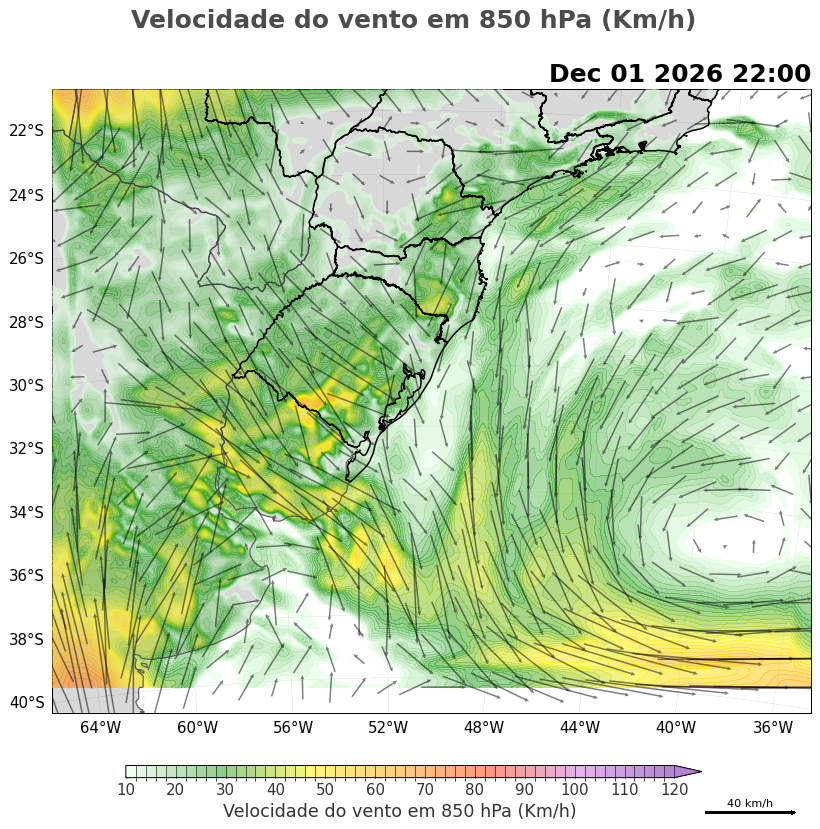 Velocidade do vento em 850 hPa (Km/h)
Dec 01 2026 22:00
22°S
24°S
26°S
28°S
30°S
32°S
34°S
36°S
38°S
40°S
64°W 60°W 56°W 52°W 48°W 44°W 40°W 36°W
10 20 30 40 50 60 70 80 90 100 110 120
Velocidade do vento em 850 hPa (Km/h)
40 km/h